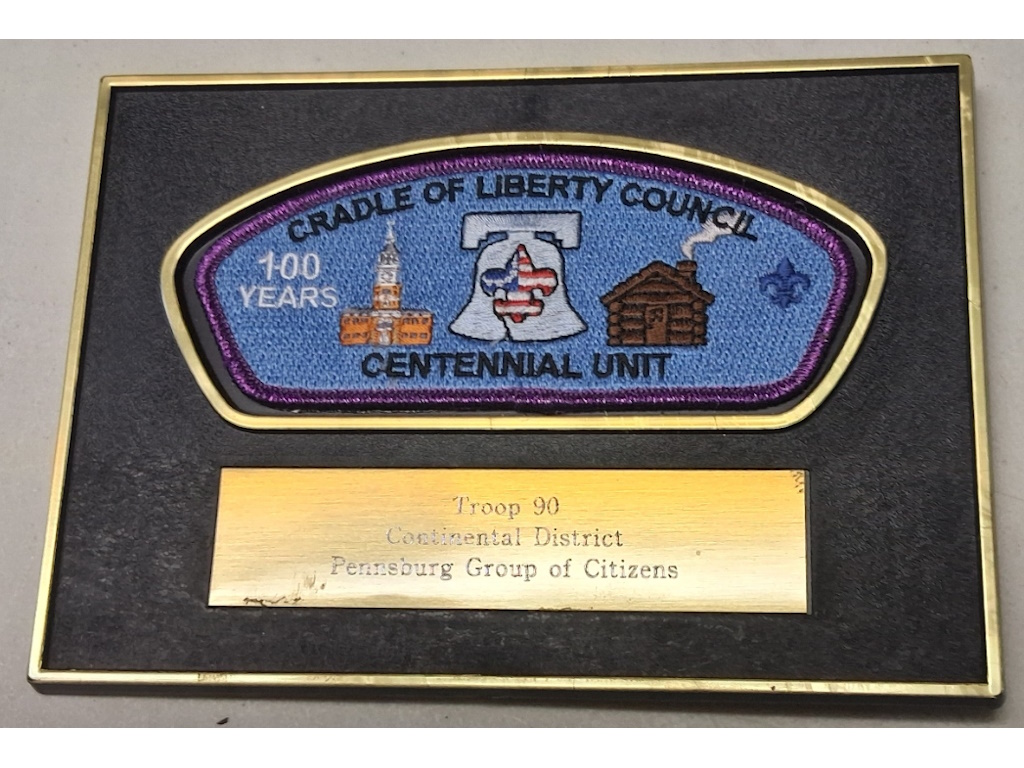 CRADLE OF LIBERTY COUNCIL
100
YEARS
CENTENNIAL UNIT
Troop 90
Continental District
Pennsburg Group of Citizens